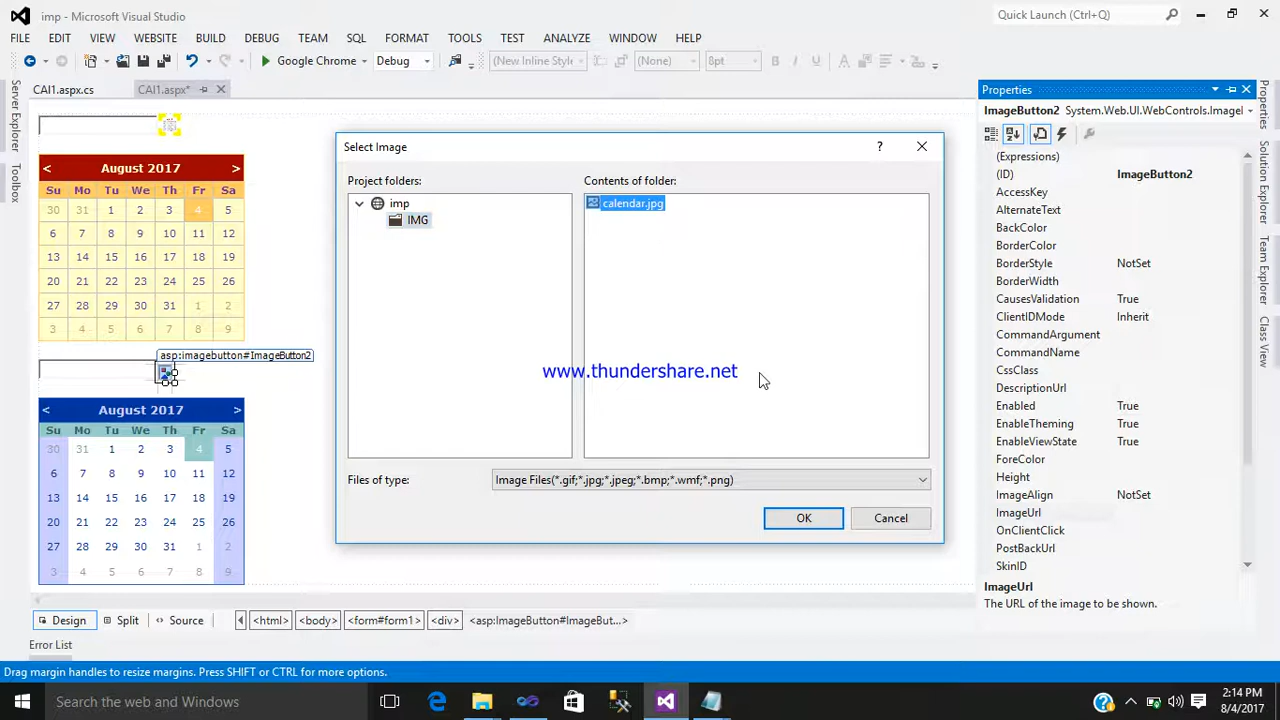 imp - Microsoft Visual Studio
Quick Launch (Ctrl+Q)
FILE EDIT VIEW WEBSITE BUILD DEBUG TEAM SQL FORMAT TOOLS TEST ANALYZE WINDOW HELP
Google Chrome Debug (New Inline Style (None) 8pt B I U A
CAI1.aspx.cs CAI1.aspx*
Server Explorer
Toolbox
< August 2017 >
Su Mo Tu We Th Fr Sa
30 31 1 2 3 4 5
6 7 8 9 10 11 12
13 14 15 16 17 18 19
20 21 22 23 24 25 26
27 28 29 30 31 1 2
3 4 5 6 7 8 9
asp:imagebutton#ImageButton2
< August 2017 >
Su Mo Tu We Th Fr Sa
30 31 1 2 3 4 5
6 7 8 9 10 11 12
13 14 15 16 17 18 19
20 21 22 23 24 25 26
27 28 29 30 31 1 2
3 4 5 6 7 8 9
Select Image ?
Project folders: Contents of folder:
imp
IMG
calendar.jpg
www.thundershare.net
Files of type: Image Files(*.gif;*.jpg;*.jpeg;*.bmp;*.wmf;*.png)
OK Cancel
Properties
ImageButton2 System.Web.UI.WebControls.ImageI
(Expressions)
(ID) ImageButton2
AccessKey
AlternateText
BackColor
BorderColor
BorderStyle NotSet
BorderWidth
CausesValidation True
ClientIDMode Inherit
CommandArgument
CommandName
CssClass
DescriptionUrl
Enabled True
EnableTheming True
EnableViewState True
ForeColor
Height
ImageAlign NotSet
ImageUrl
OnClientClick
PostBackUrl
SkinID
ImageUrl
The URL of the image to be shown.
Properties
Solution Explorer
Team Explorer
Class View
Design Split Source <html> <body> <form#form1> <div> <asp:ImageButton#ImageBut...>
Error List
Drag margin handles to resize margins. Press SHIFT or CTRL for more options.
Search the web and Windows
2:14 PM
8/4/2017